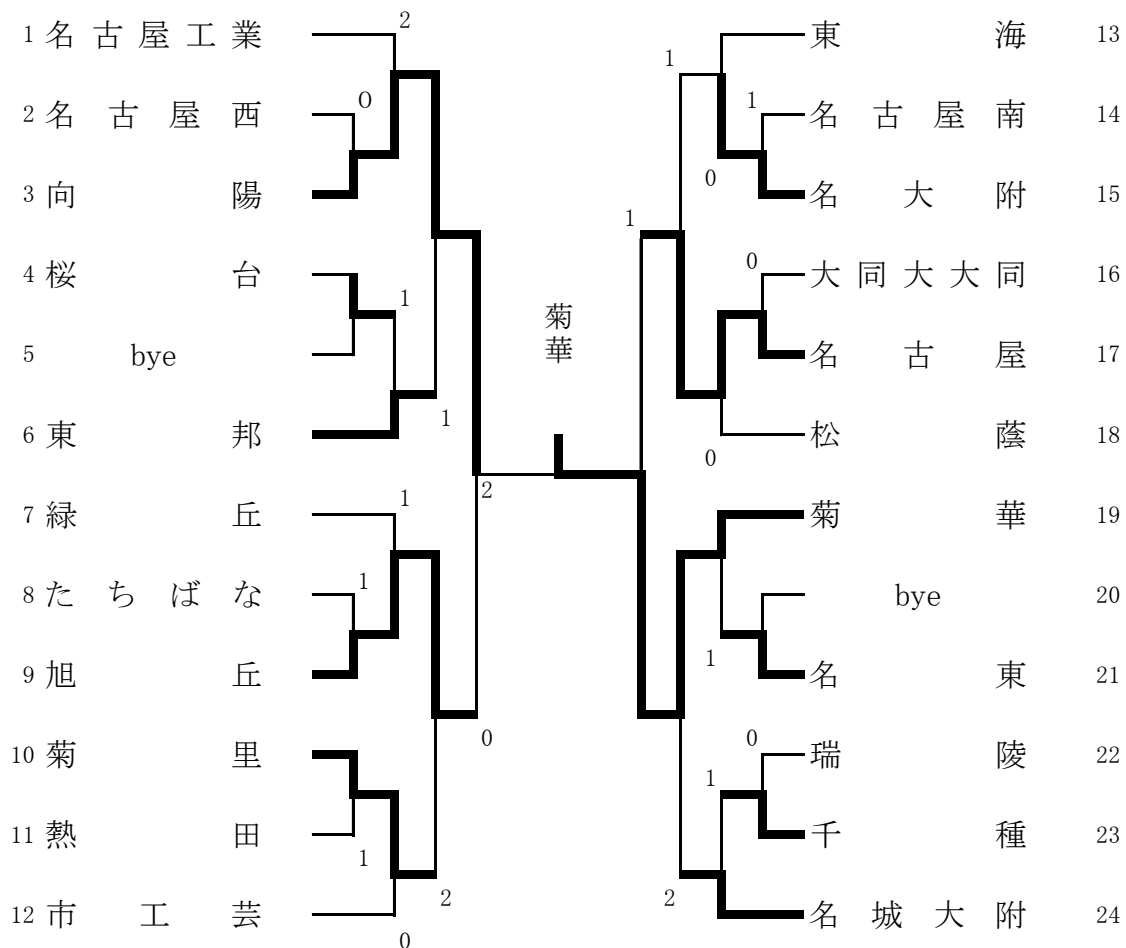 1 名古屋工業
2 名古屋西
3 向陽
4 桜台
5 bye
6 東邦
7 緑丘
8 たちばな
9 旭丘
10 菊里
11 熱田
12 市工芸
2
0
1
1
1
1
1
2
0
2
0
菊華
1
1
1
0
0
0
1
0
1
2
東海 13
名古屋南 14
名大附 15
大同大大同 16
名古屋 17
松蔭 18
菊華 19
bye 20
名東 21
瑞陵 22
千種 23
名城大附 24